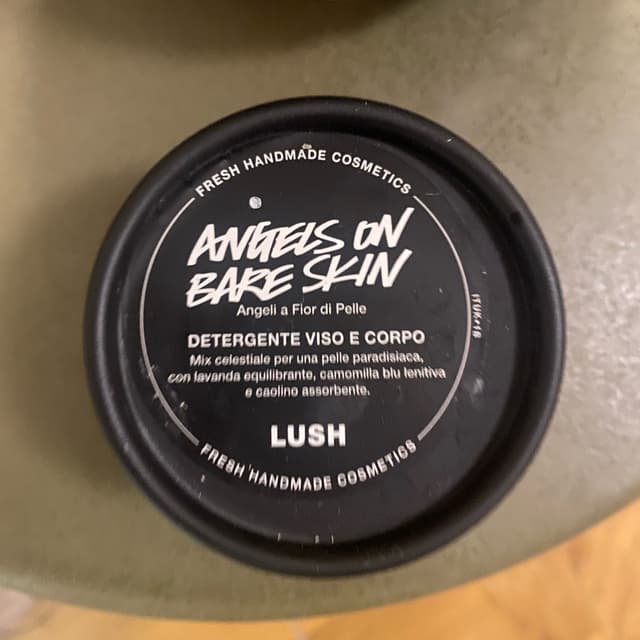 FRESH HANDMADE COSMETICS
ANGELS ON
BARE SKIN
Angeli a Fior di Pelle
DETERGENTE VISO E CORPO
Mix celestiale per una pelle paradisiaca,
con lavanda equilibrante, camomilla blu lenitiva
e caolino assorbente.
LUSH
FRESH HANDMADE COSMETICS